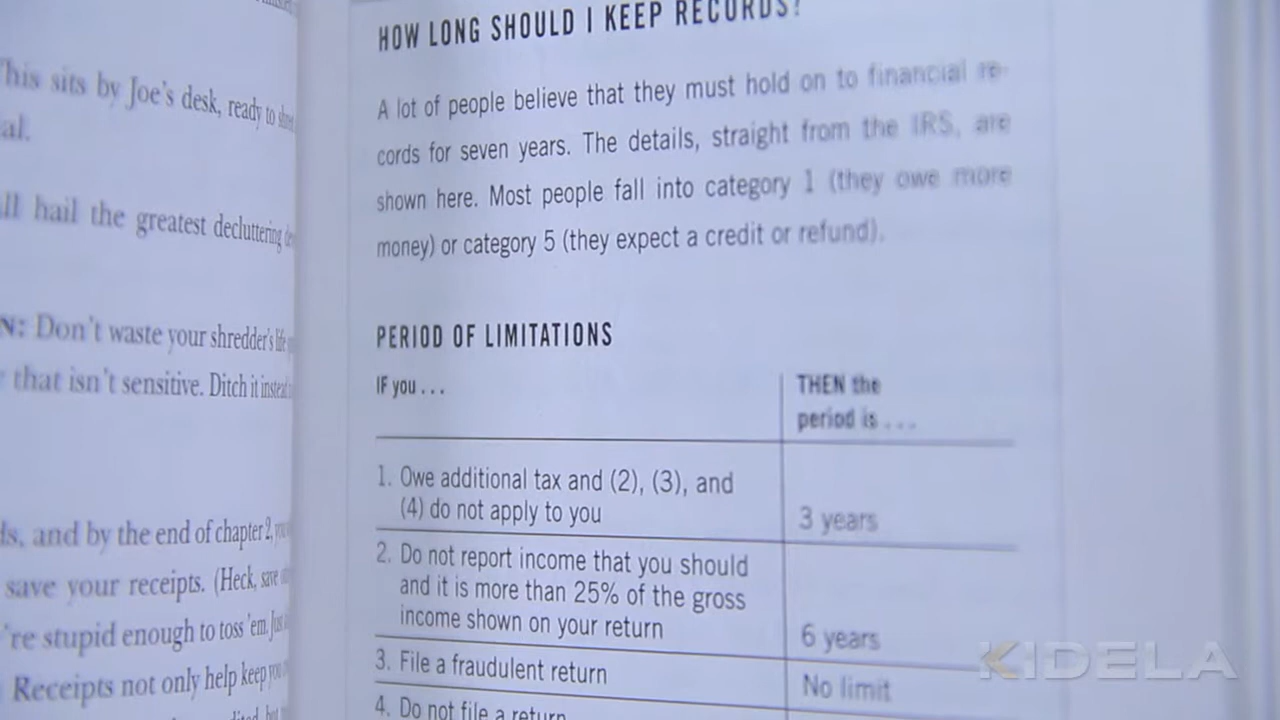 This sits by Joe's desk, ready to
al.
all hail the greatest decluttering
N: Don't waste your shredder's life
that isn't sensitive. Ditch it instead
ls, and by the end of chapter 2,
save your receipts. (Heck, save
're stupid enough to toss 'em. Just
Receipts not only help keep
HOW LONG SHOULD I KEEP RECORDS?
A lot of people believe that they must hold on to financial re-
cords for seven years. The details, straight from the IRS, are
shown here. Most people fall into category 1 (they owe more
money) or category 5 (they expect a credit or refund).
PERIOD OF LIMITATIONS
IF you . . .
THEN the
period is . . .
1. Owe additional tax and (2), (3), and
(4) do not apply to you
3 years
2. Do not report income that you should
and it is more than 25% of the gross
income shown on your return
6 years
3. File a fraudulent return
No limit
4. Do not file a return
KIDELA